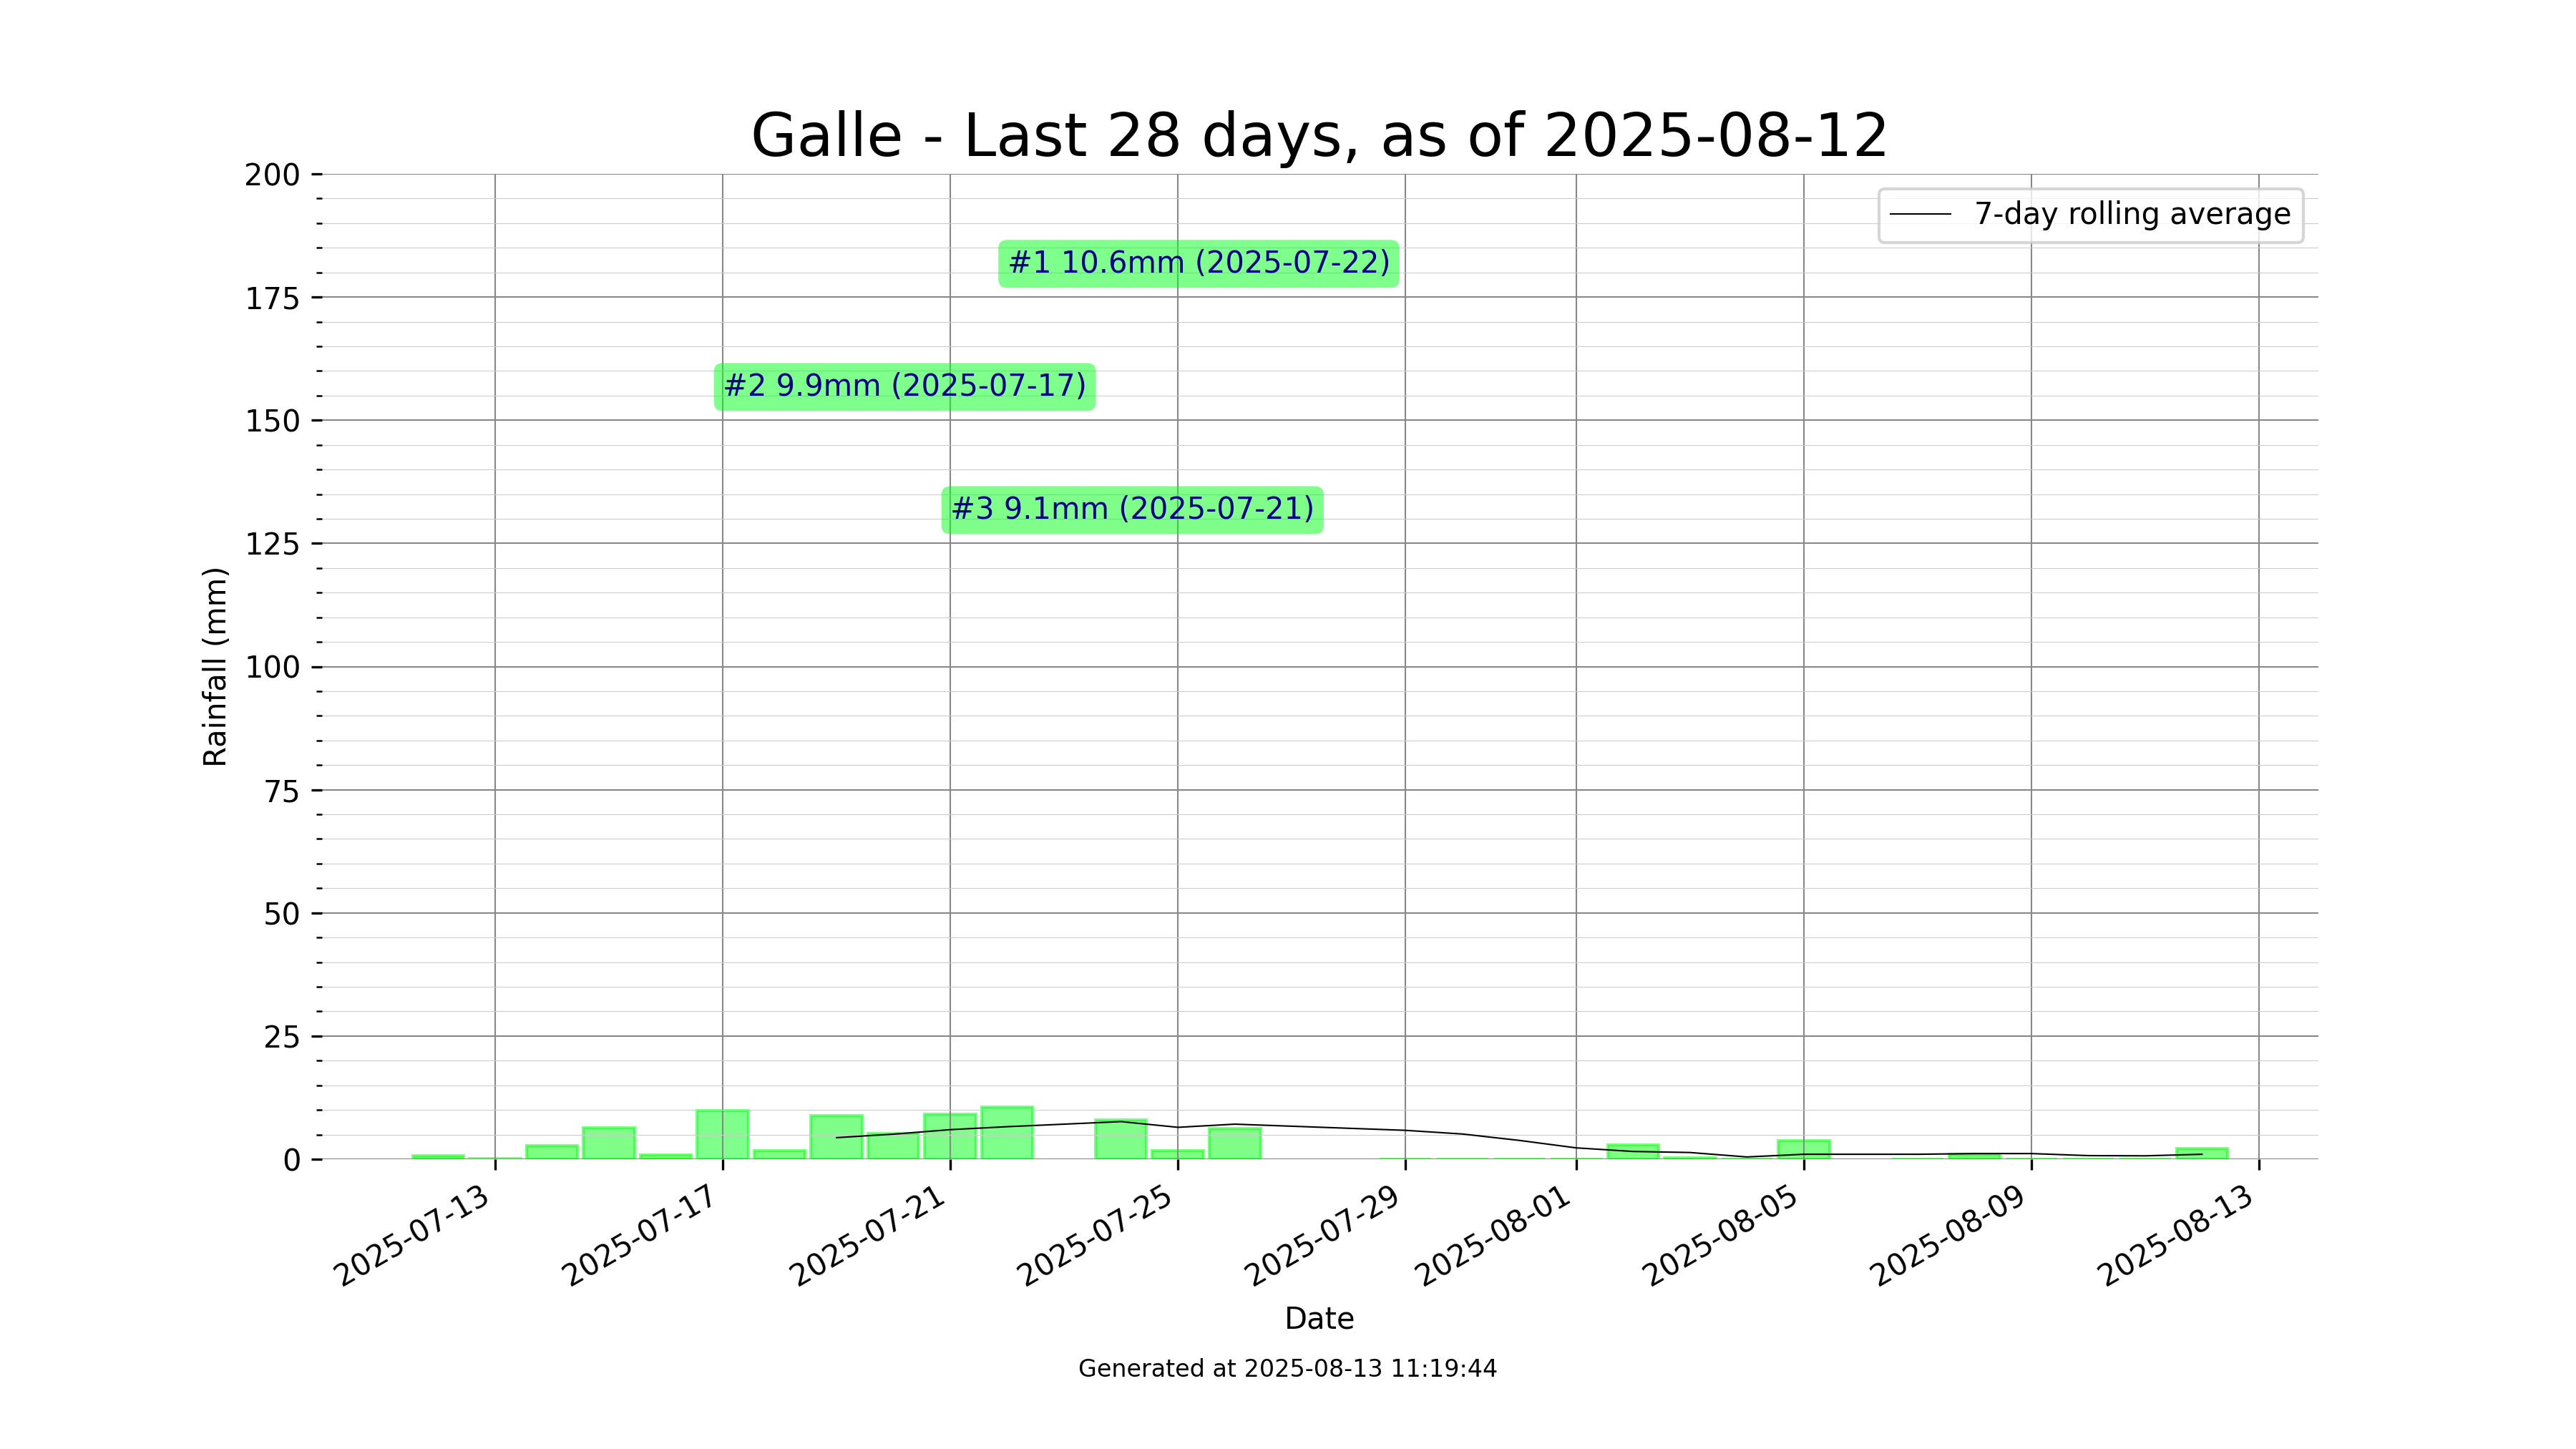 Galle - Last 28 days, as of 2025-08-12
200
175
150
125
100
75
50
25
0
Rainfall (mm)
7-day rolling average
#1 10.6mm (2025-07-22)
#2 9.9mm (2025-07-17)
#3 9.1mm (2025-07-21)
2025-07-13
2025-07-17
2025-07-21
2025-07-25
2025-07-29
2025-08-01
2025-08-05
2025-08-09
2025-08-13
Date
Generated at 2025-08-13 11:19:44